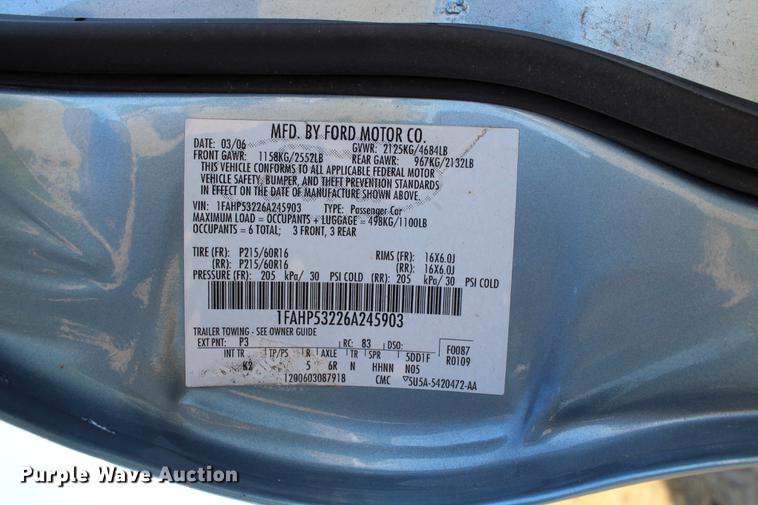 MFD. BY FORD MOTOR CO.
DATE: 03/06 GVWR: 2125KG/4684LB
FRONT GAWR: 1158KG/2552LB REAR GAWR: 967KG/2132LB
THIS VEHICLE CONFORMS TO ALL APPLICABLE FEDERAL MOTOR
VEHICLE SAFETY, BUMPER, AND THEFT PREVENTION STANDARDS
IN EFFECT ON THE DATE OF MANUFACTURE SHOWN ABOVE.
VIN: 1FAHP53226A245903 TYPE: Passenger Car
MAXIMUM LOAD = OCCUPANTS + LUGGAGE = 498KG/1100LB
OCCUPANTS = 6 TOTAL; 3 FRONT, 3 REAR
TIRE (FR): P215/60R16 RIMS (FR): 16X6.0J
(RR): P215/60R16 (RR): 16X6.0J
PRESSURE (FR): 205 kPa/ 30 PSI COLD (RR): 205 kPa/ 30 PSI COLD
1FAHP53226A245903
TRAILER TOWING - SEE OWNER GUIDE
EXT PNT: P3 RC: 83 DSO: F0087
INT TR TP/PS R AXLE TR SPR 5DD1F R0109
K2 5 6R N HHNN N05
1200603087918 CMC 5U5A-5420472-AA
Purple Wave Auction
Purple Wave Auction